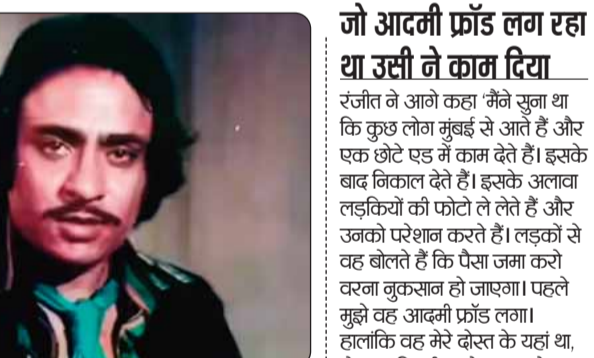 जो आदमी फ्रॉड लग रहा
था उसी ने काम दिया
रंजीत ने आगे कहा ‘मैंने सुना था
कि कुछ लोग मुंबई से आते हैं और
एक छोटे एड में काम देते हैं। इसके
बाद निकाल देते हैं। इसके अलावा
लड़कियों की फोटो ले लेते हैं और
उनको परेशान करते हैं। लड़कों से
वह बोलते हैं कि पैसा जमा करो
वरना नुकसान हो जाएगा। पहले
मुझे वह आदमी फ्रॉड लगा।
हालांकि वह मेरे दोस्त के यहां था,